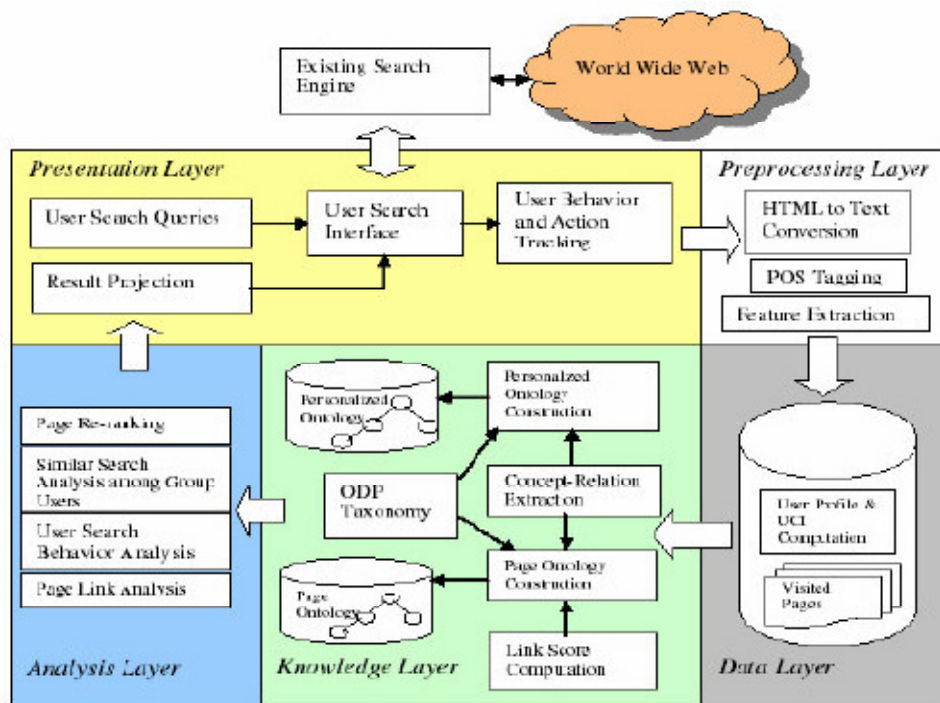 Existing Search
Engine
World Wide Web
Presentation Layer
User Search Queries
User Search
Interface
User Behavior
and Action
Tracking
Result Projection
Preprocessing Layer
HTML to Text
Conversion
POS Tagging
Feature Extraction
Page Re-ranking
Similar Search
Analysis among Group
Users
User Search
Behavior Analysis
Page Link Analysis
Analysis Layer
Personalized
Ontology
Personalized
Ontology
Construction
ODP
Taxonomy
Concept-Relation
Extraction
Page
Ontology
Page Ontology
Construction
Link Score
Computation
Knowledge Layer
User Profile &
UCI
Computation
Visited
Pages
Data Layer